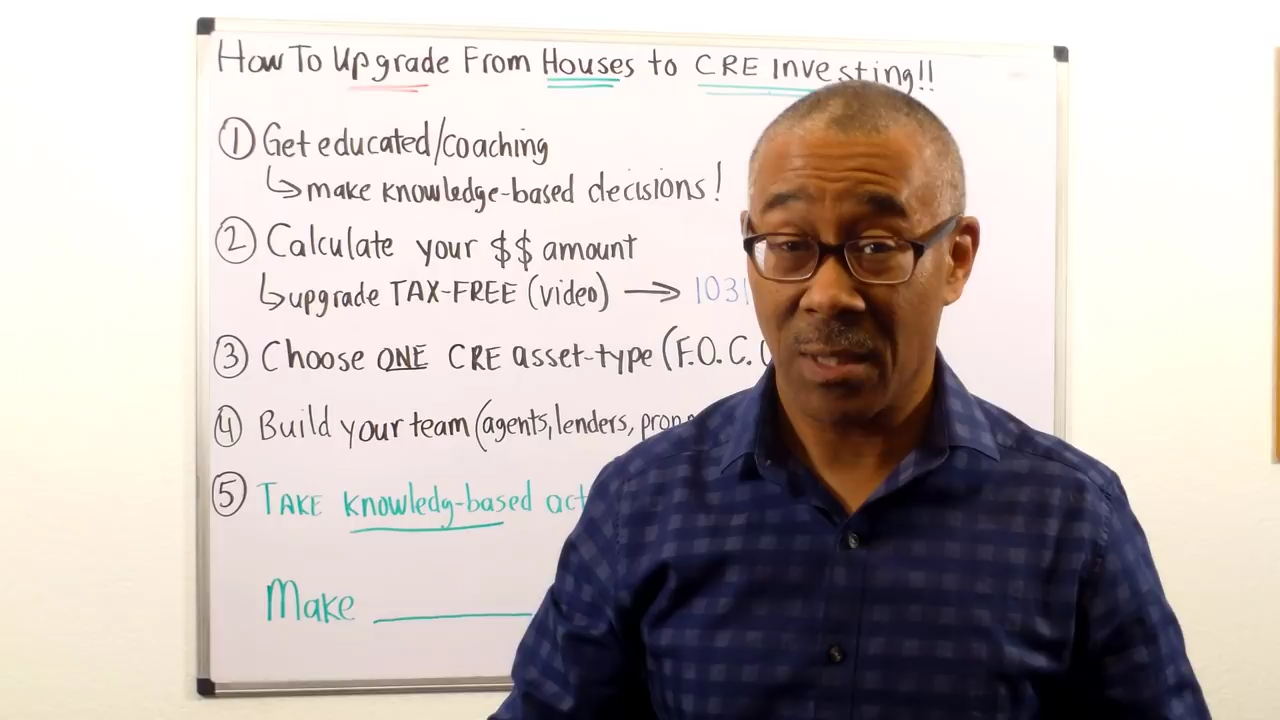 How To Upgrade From Houses to CRE Investing!!
1 Get educated/coaching
↳ make knowledge-based decisions!
2 Calculate your $$ amount
↳ upgrade TAX-FREE (video) → 1031
3 Choose ONE CRE asset-type (F.O.C.
4 Build your team (agents, lenders,
5 TAKE knowledg-based
Make